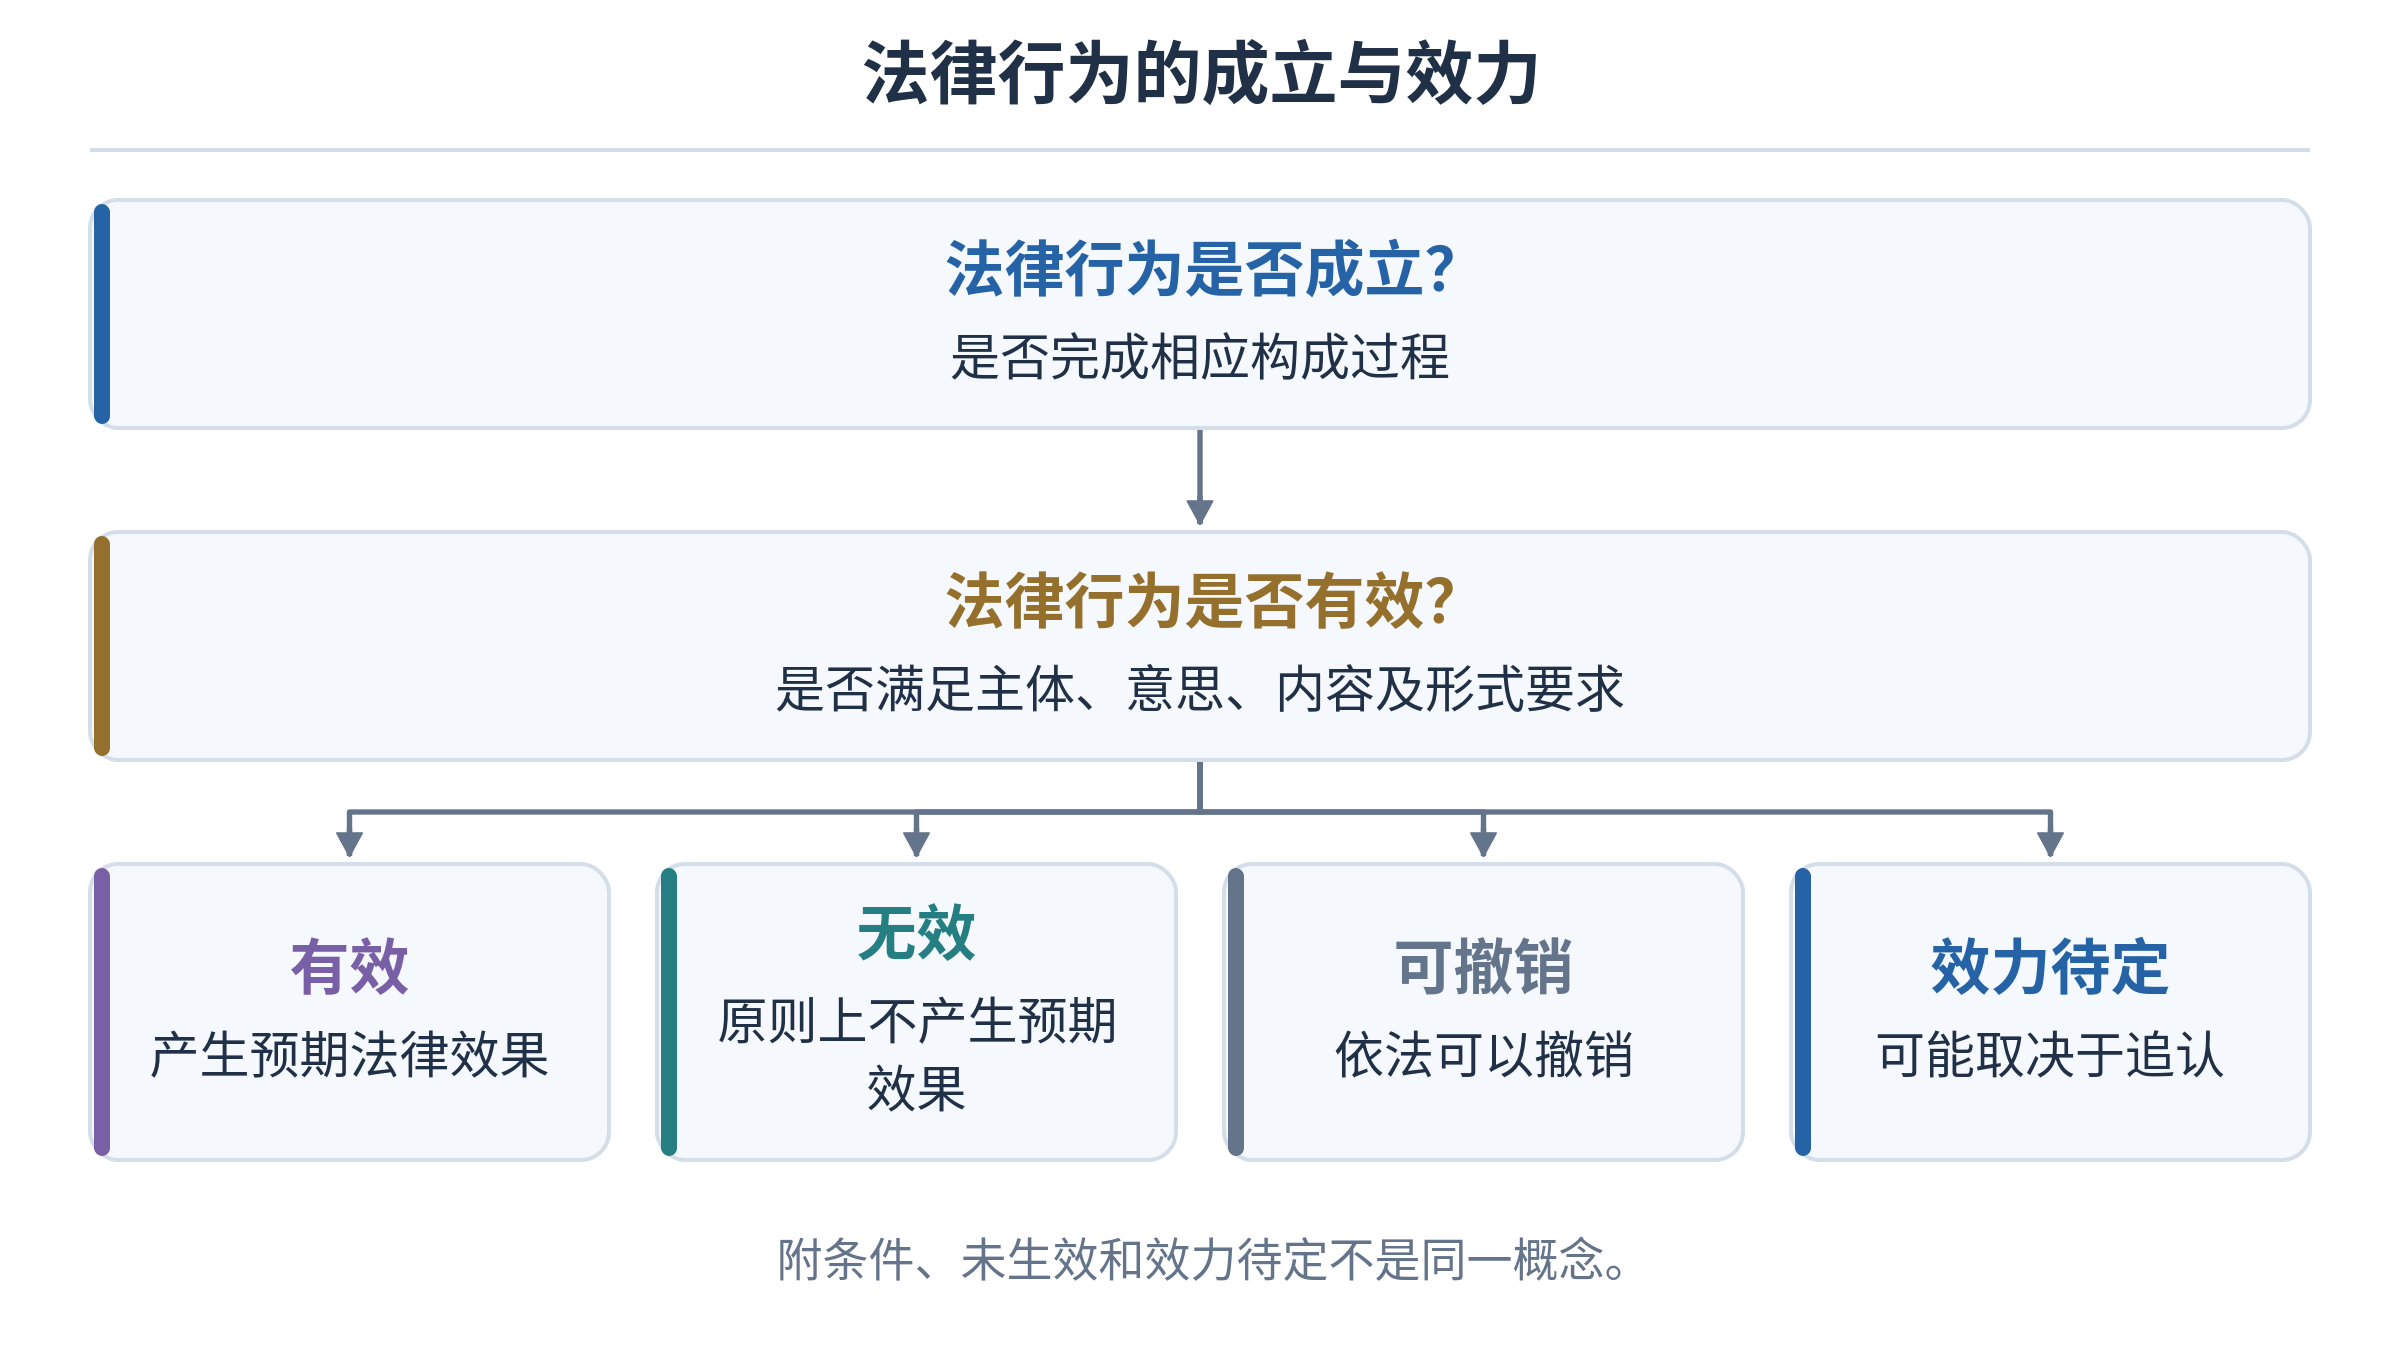 法律行为的成立与效力
法律行为是否成立?
是否完成相应构成过程
法律行为是否有效?
是否满足主体、意思、内容及形式要求
有效
产生预期法律效果
无效
原则上不产生预期
效果
可撤销
依法可以撤销
效力待定
可能取决于追认
附条件、未生效和效力待定不是同一概念。